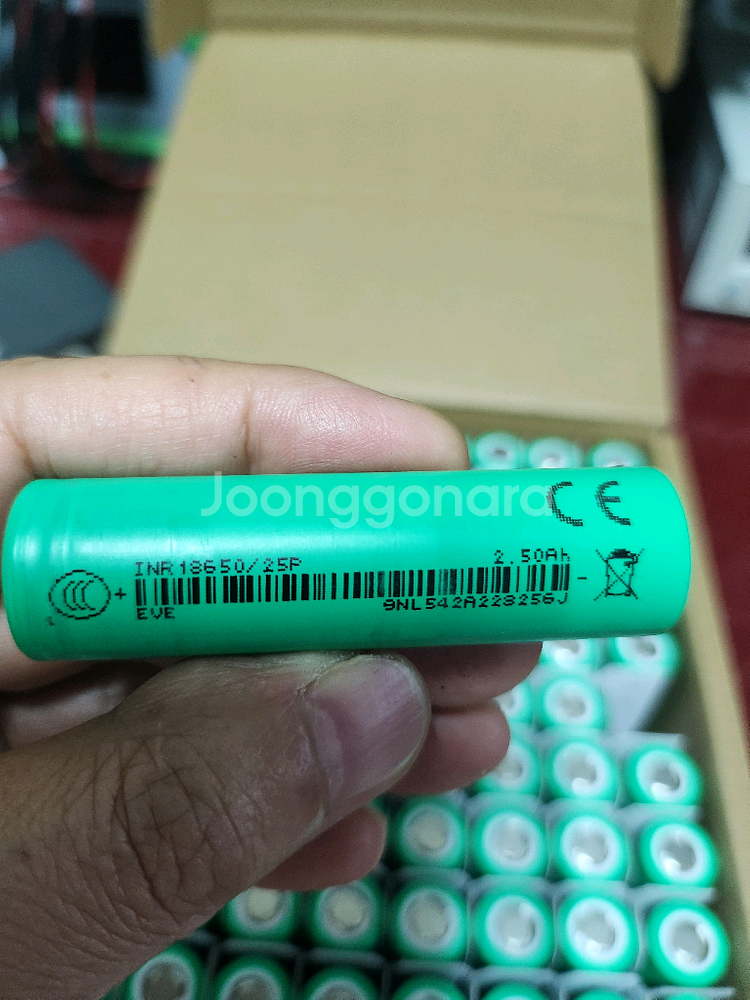 Joonggonara
CE
INR18650/25P 2.50Ah
+ -
EVE 9NL542A228256J